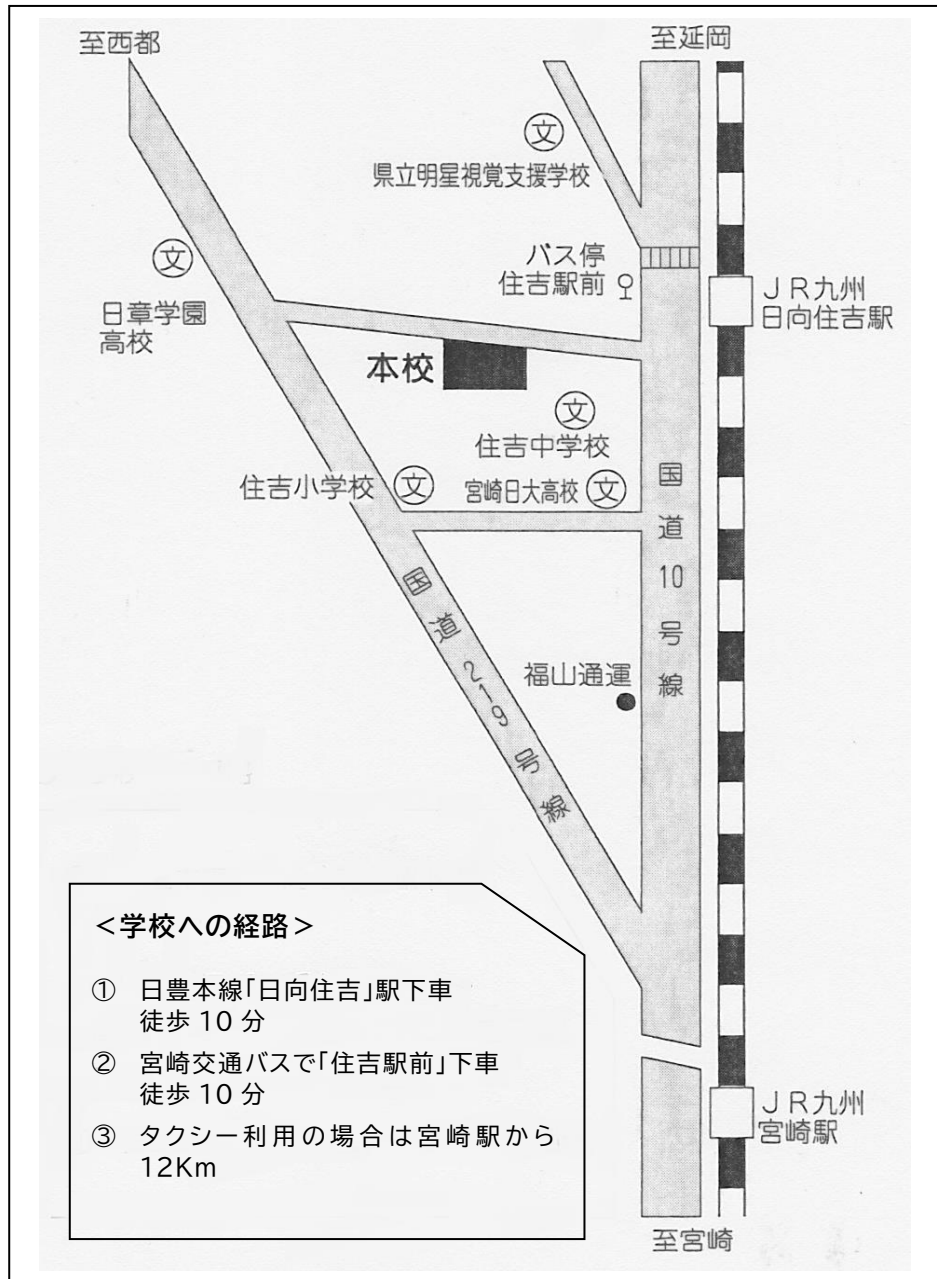 至西都
至延岡
文
県立明星視覚支援学校
バス停
住吉駅前
JR九州
日向住吉駅
文
日章学園
高校
本校
文
住吉中学校
住吉小学校 文
宮崎日大高校 文
国道10号線
国道219号線
福山通運
<学校への経路>
① 日豊本線「日向住吉」駅下車
徒歩 10 分
② 宮崎交通バスで「住吉駅前」下車
徒歩 10 分
③ タクシー利用の場合は宮崎駅から
12Km
JR九州
宮崎駅
至宮崎